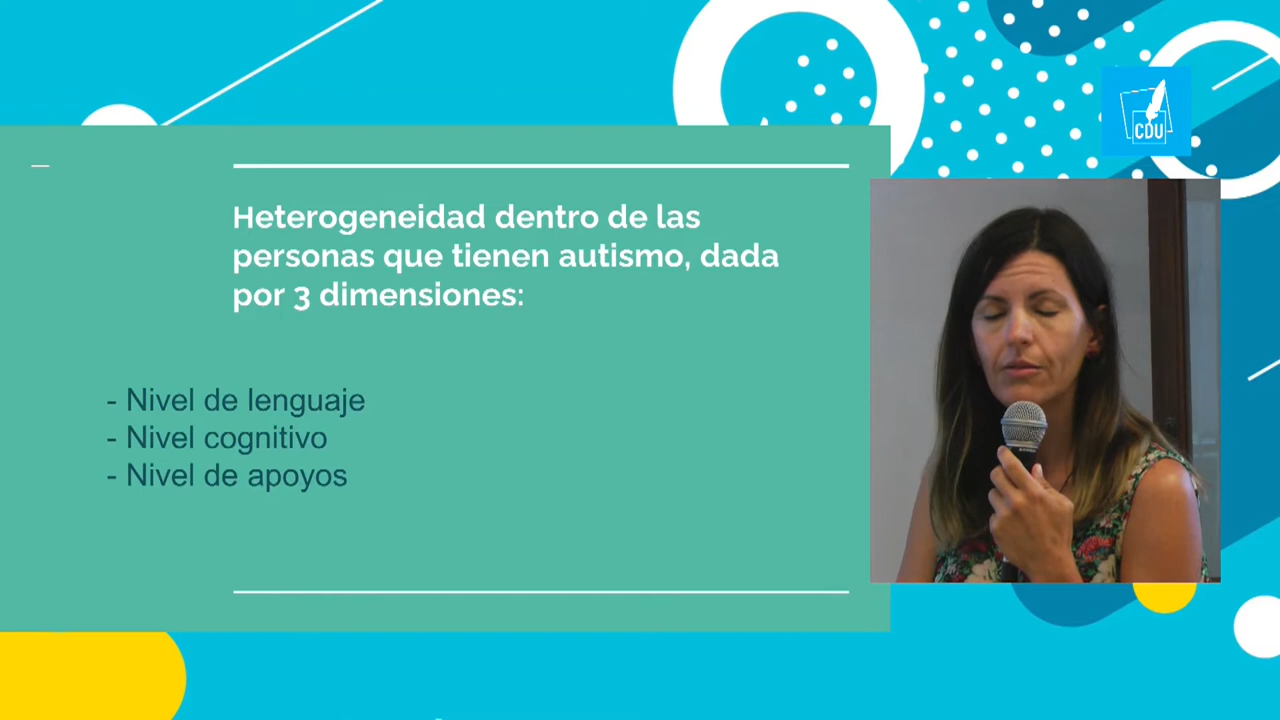 CDU
Heterogeneidad dentro de las
personas que tienen autismo, dada
por 3 dimensiones:
- Nivel de lenguaje
- Nivel cognitivo
- Nivel de apoyos